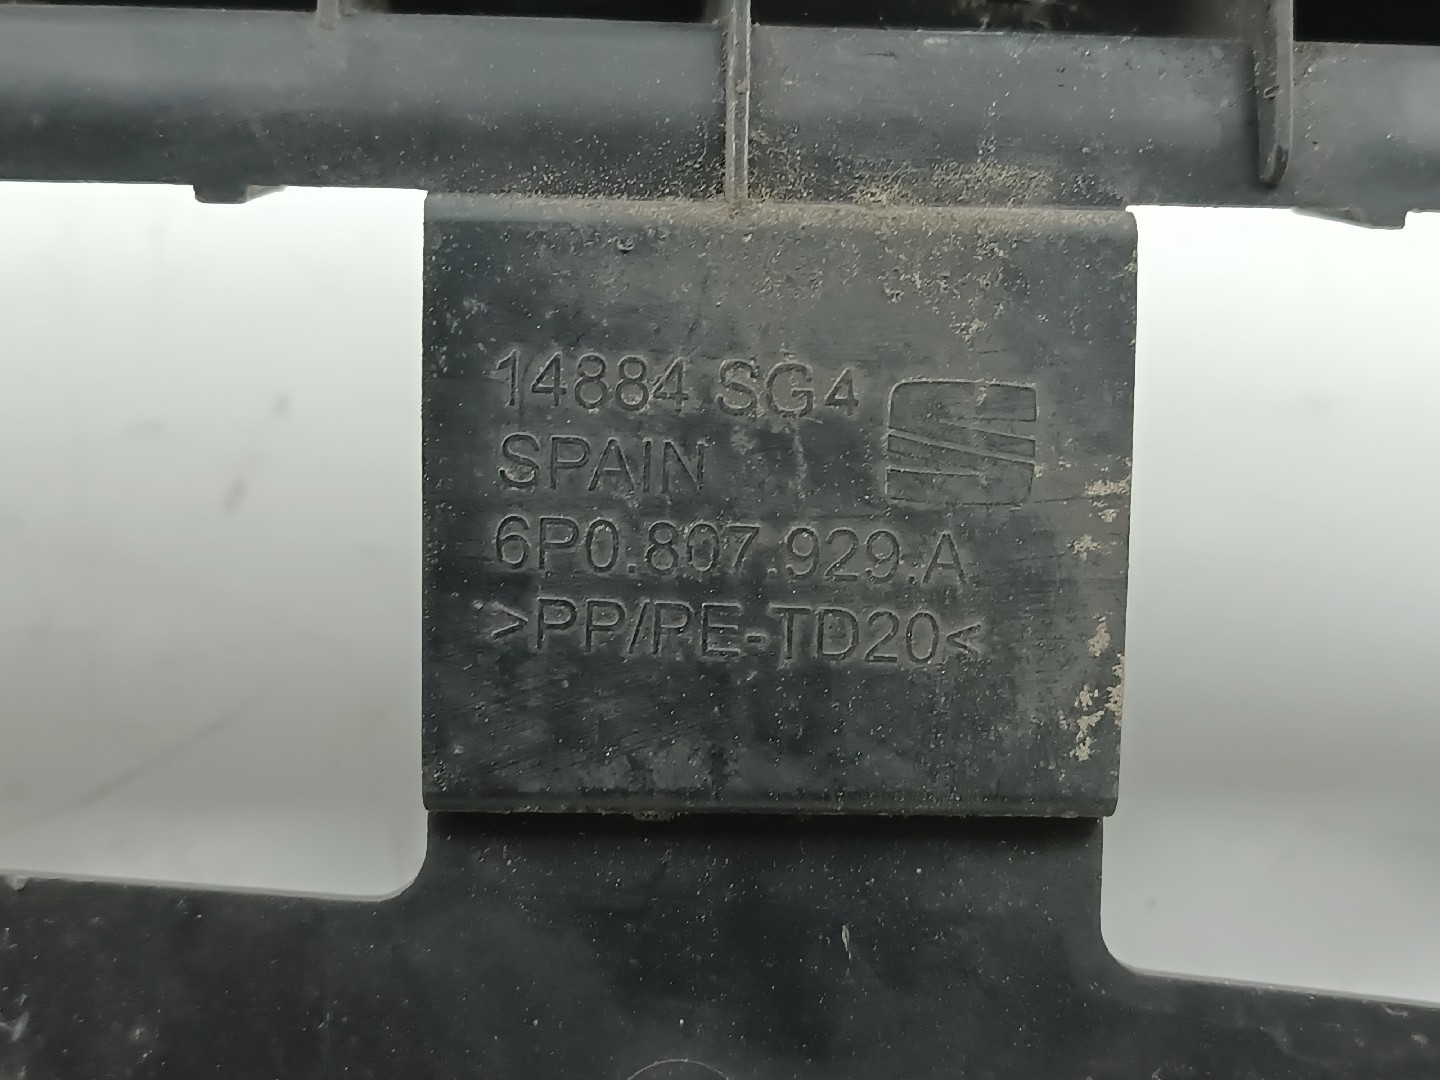 14884 SG4
SPAIN
6P0.807.929.A
>PP/PE-TD20<